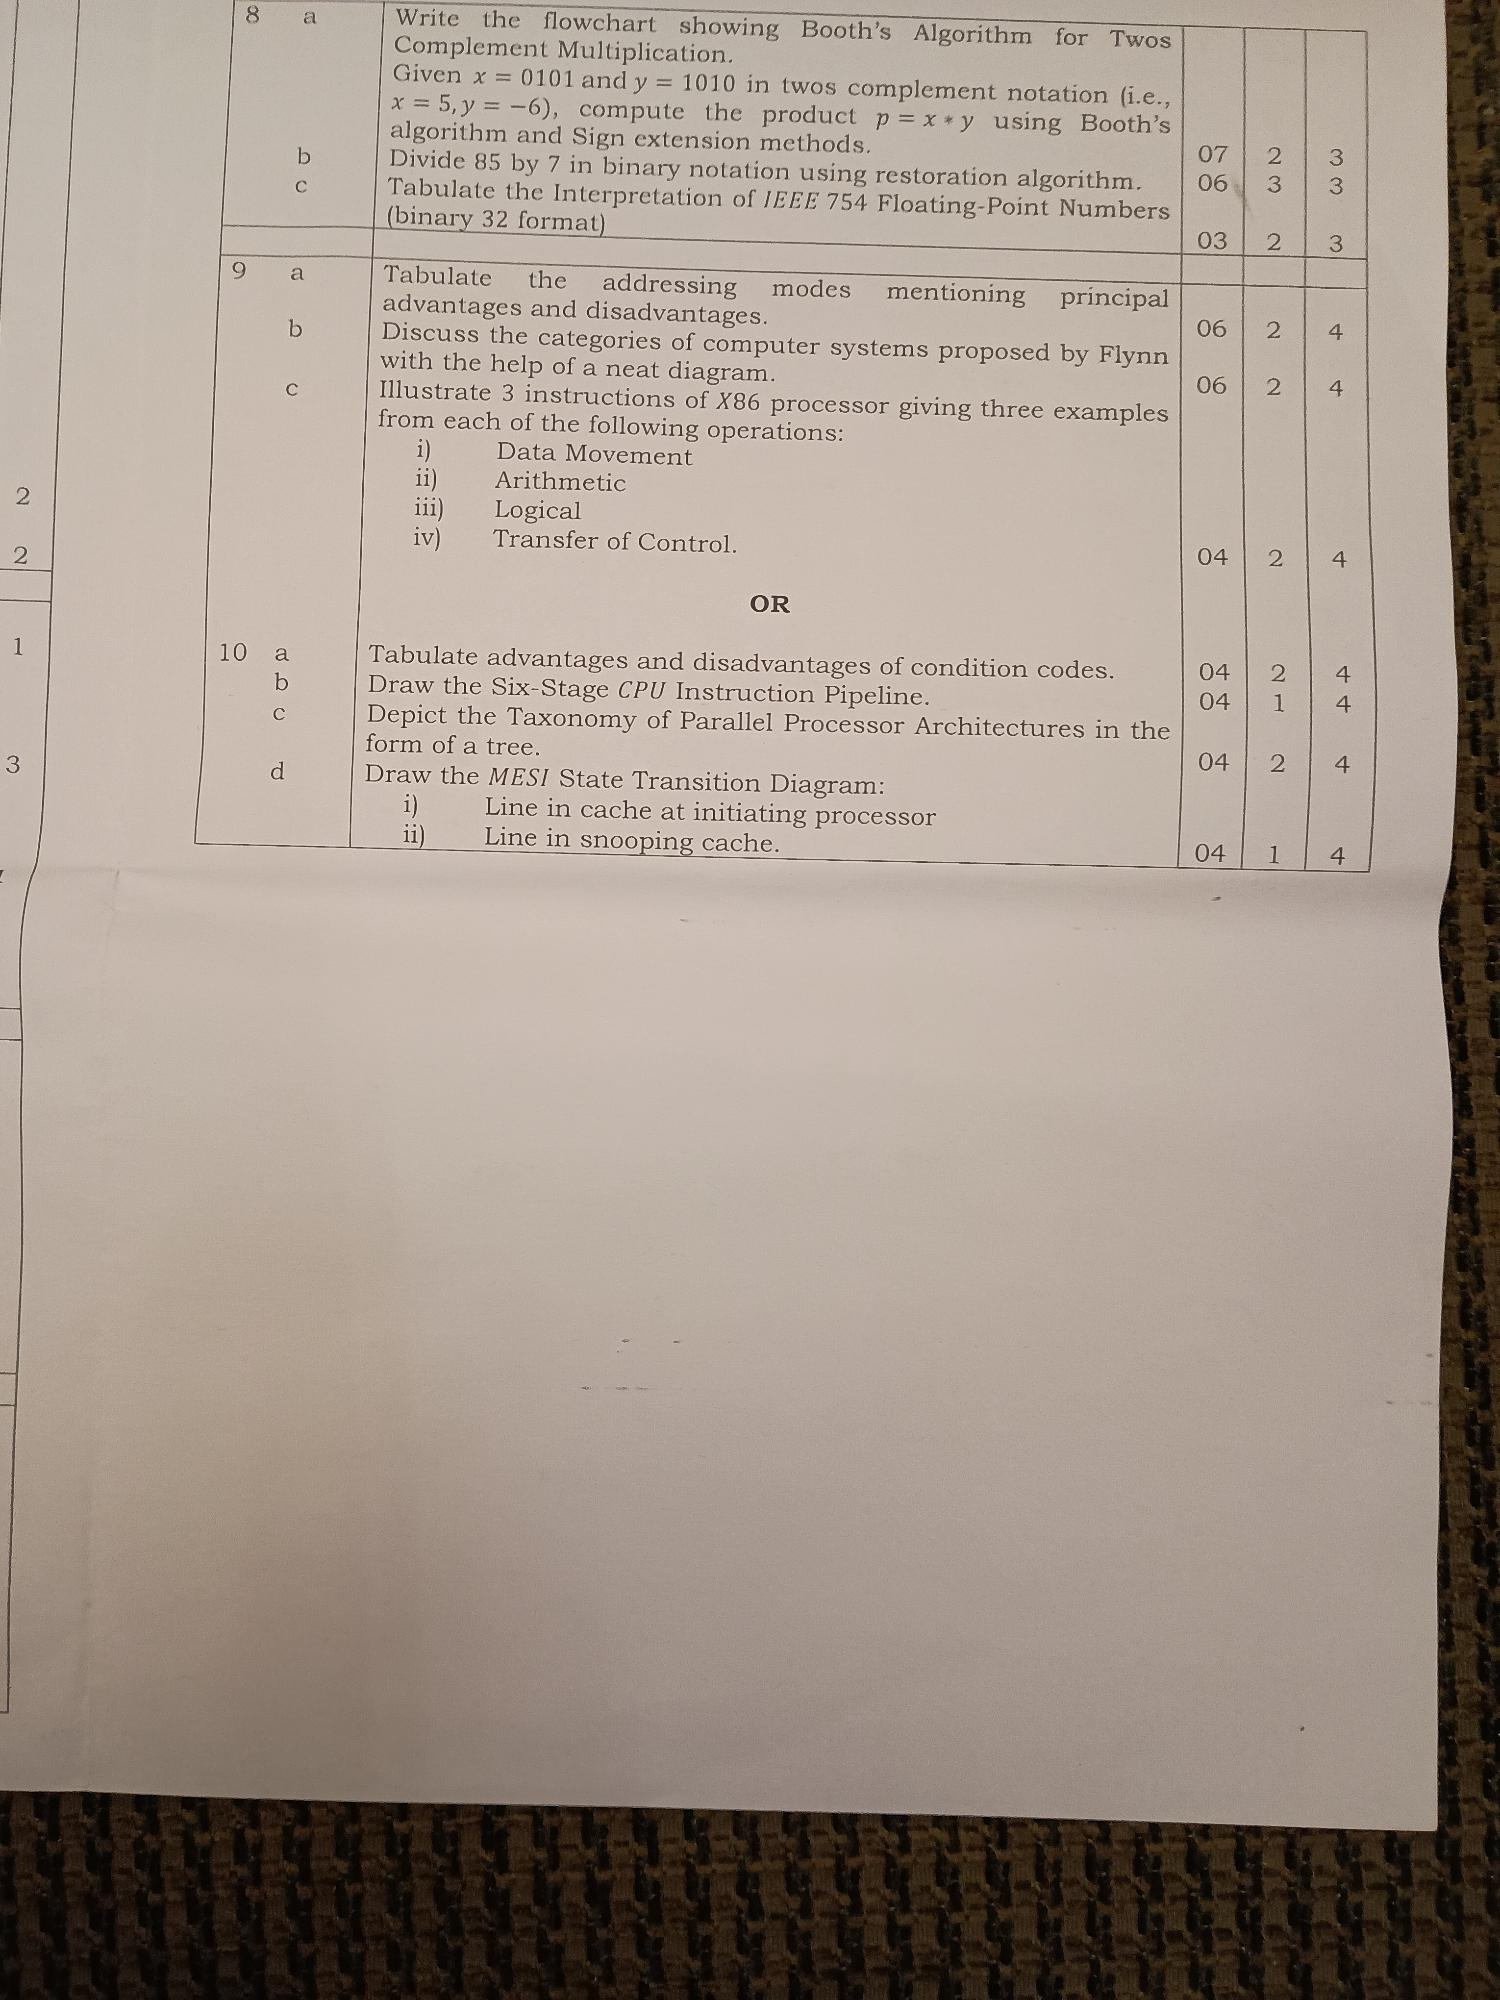 8 a Write the flowchart showing Booth's Algorithm for Twos
Complement Multiplication.
Given x = 0101 and y = 1010 in twos complement notation (i.e.,
x = 5, y = −6), compute the product p = x * y using Booth's
algorithm and Sign extension methods. 07 2 3
b Divide 85 by 7 in binary notation using restoration algorithm. 06 3 3
c Tabulate the Interpretation of IEEE 754 Floating-Point Numbers
(binary 32 format) 03 2 3
9 a Tabulate the addressing modes mentioning principal
advantages and disadvantages. 06 2 4
b Discuss the categories of computer systems proposed by Flynn
with the help of a neat diagram. 06 2 4
c Illustrate 3 instructions of X86 processor giving three examples
from each of the following operations:
i) Data Movement
ii) Arithmetic
iii) Logical
iv) Transfer of Control. 04 2 4
OR
10 a Tabulate advantages and disadvantages of condition codes. 04 2 4
b Draw the Six-Stage CPU Instruction Pipeline. 04 1 4
c Depict the Taxonomy of Parallel Processor Architectures in the
form of a tree. 04 2 4
d Draw the MESI State Transition Diagram:
i) Line in cache at initiating processor
ii) Line in snooping cache. 04 1 4
2
2
1
3